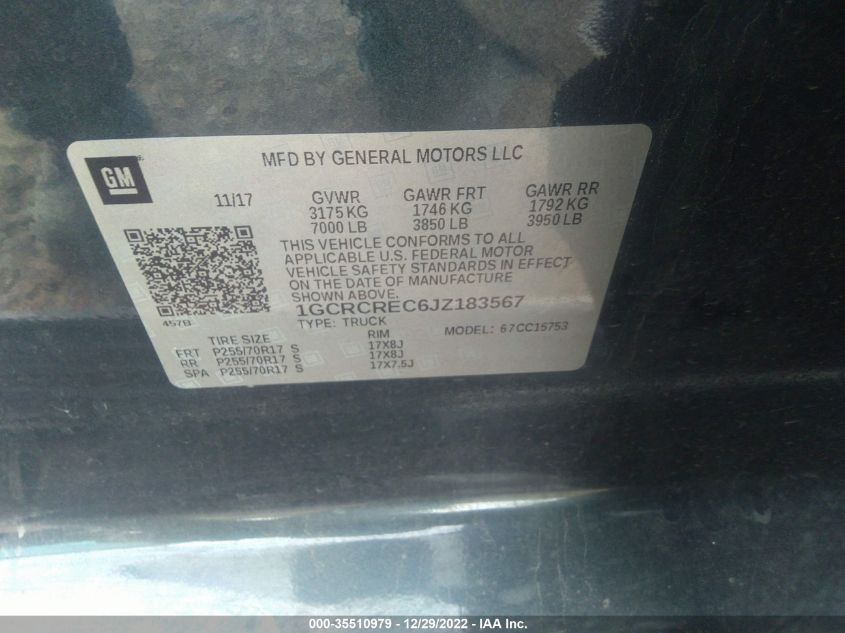 GM
MFD BY GENERAL MOTORS LLC
11/17 GVWR GAWR FRT GAWR RR
3175 KG 1746 KG 1792 KG
7000 LB 3850 LB 3950 LB
THIS VEHICLE CONFORMS TO ALL
APPLICABLE U.S. FEDERAL MOTOR
VEHICLE SAFETY STANDARDS IN EFFECT
ON THE DATE OF MANUFACTURE
SHOWN ABOVE.
1GCRCREC6JZ183567
457B
TYPE: TRUCK MODEL: 67CC15753
TIRE SIZE RIM
FRT P255/70R17 S 17X8J
RR P255/70R17 S 17X8J
SPA P255/70R17 S 17X7.5J
000-35510979 - 12/29/2022 - IAA Inc.